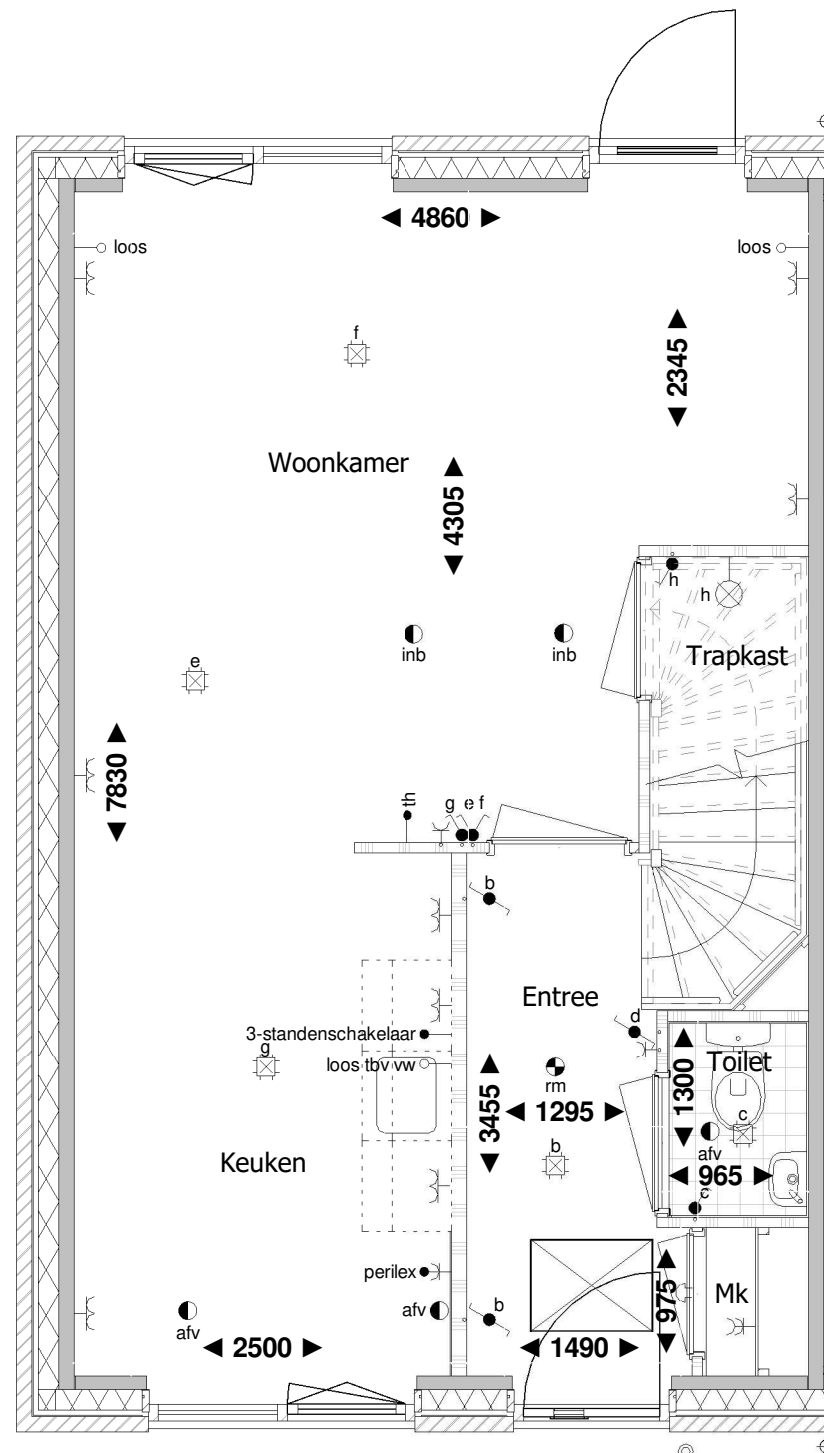 4860
loos
loos
f
2345
Woonkamer
4305
h
h
inb
inb
Trapkast
e
7830
th
g
e
f
b
Entree
d
3-standenschakelaar
g
loos tbv vw
Toilet
rm
1300
3455
1295
c
afv
b
Keuken
965
c
perilex
975
Mk
afv
afv
b
2500
1490